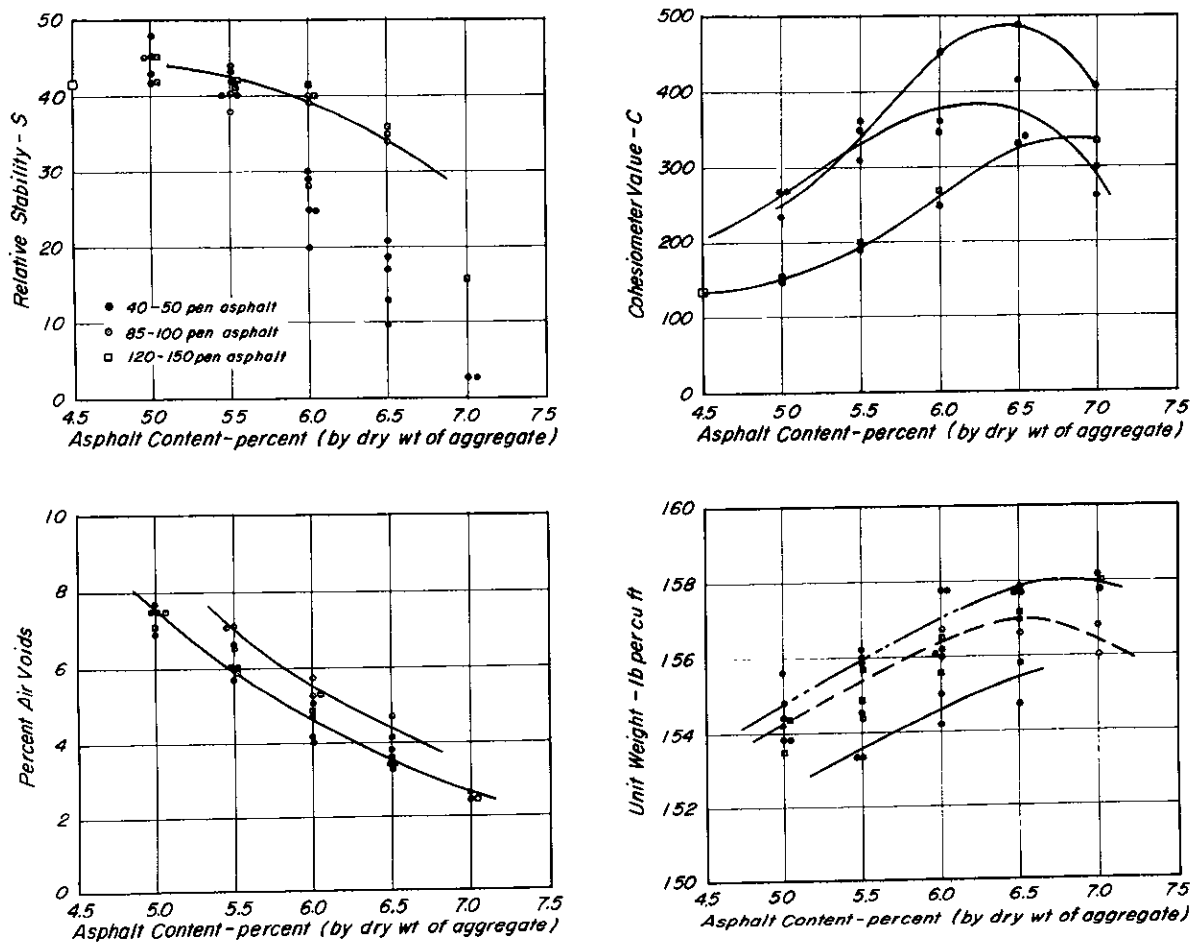 50
40
30
20
10
0
Relative Stability - S
40-50 pen asphalt
85-100 pen asphalt
120-150 pen asphalt
4.5 5.0 5.5 6.0 6.5 7.0 7.5
Asphalt Content-percent (by dry wt of aggregate)
500
400
300
200
100
0
Cohesiometer Value - C
4.5 5.0 5.5 6.0 6.5 7.0 7.5
Asphalt Content-percent (by dry wt of aggregate)
10
8
6
4
2
0
Percent Air Voids
4.5 5.0 5.5 6.0 6.5 7.0 7.5
Asphalt Content-percent (by dry wt of aggregate)
160
158
156
154
152
150
Unit Weight - lb per cu ft
4.5 5.0 5.5 6.0 6.5 7.0 7.5
Asphalt Content-percent (by dry wt of aggregate)